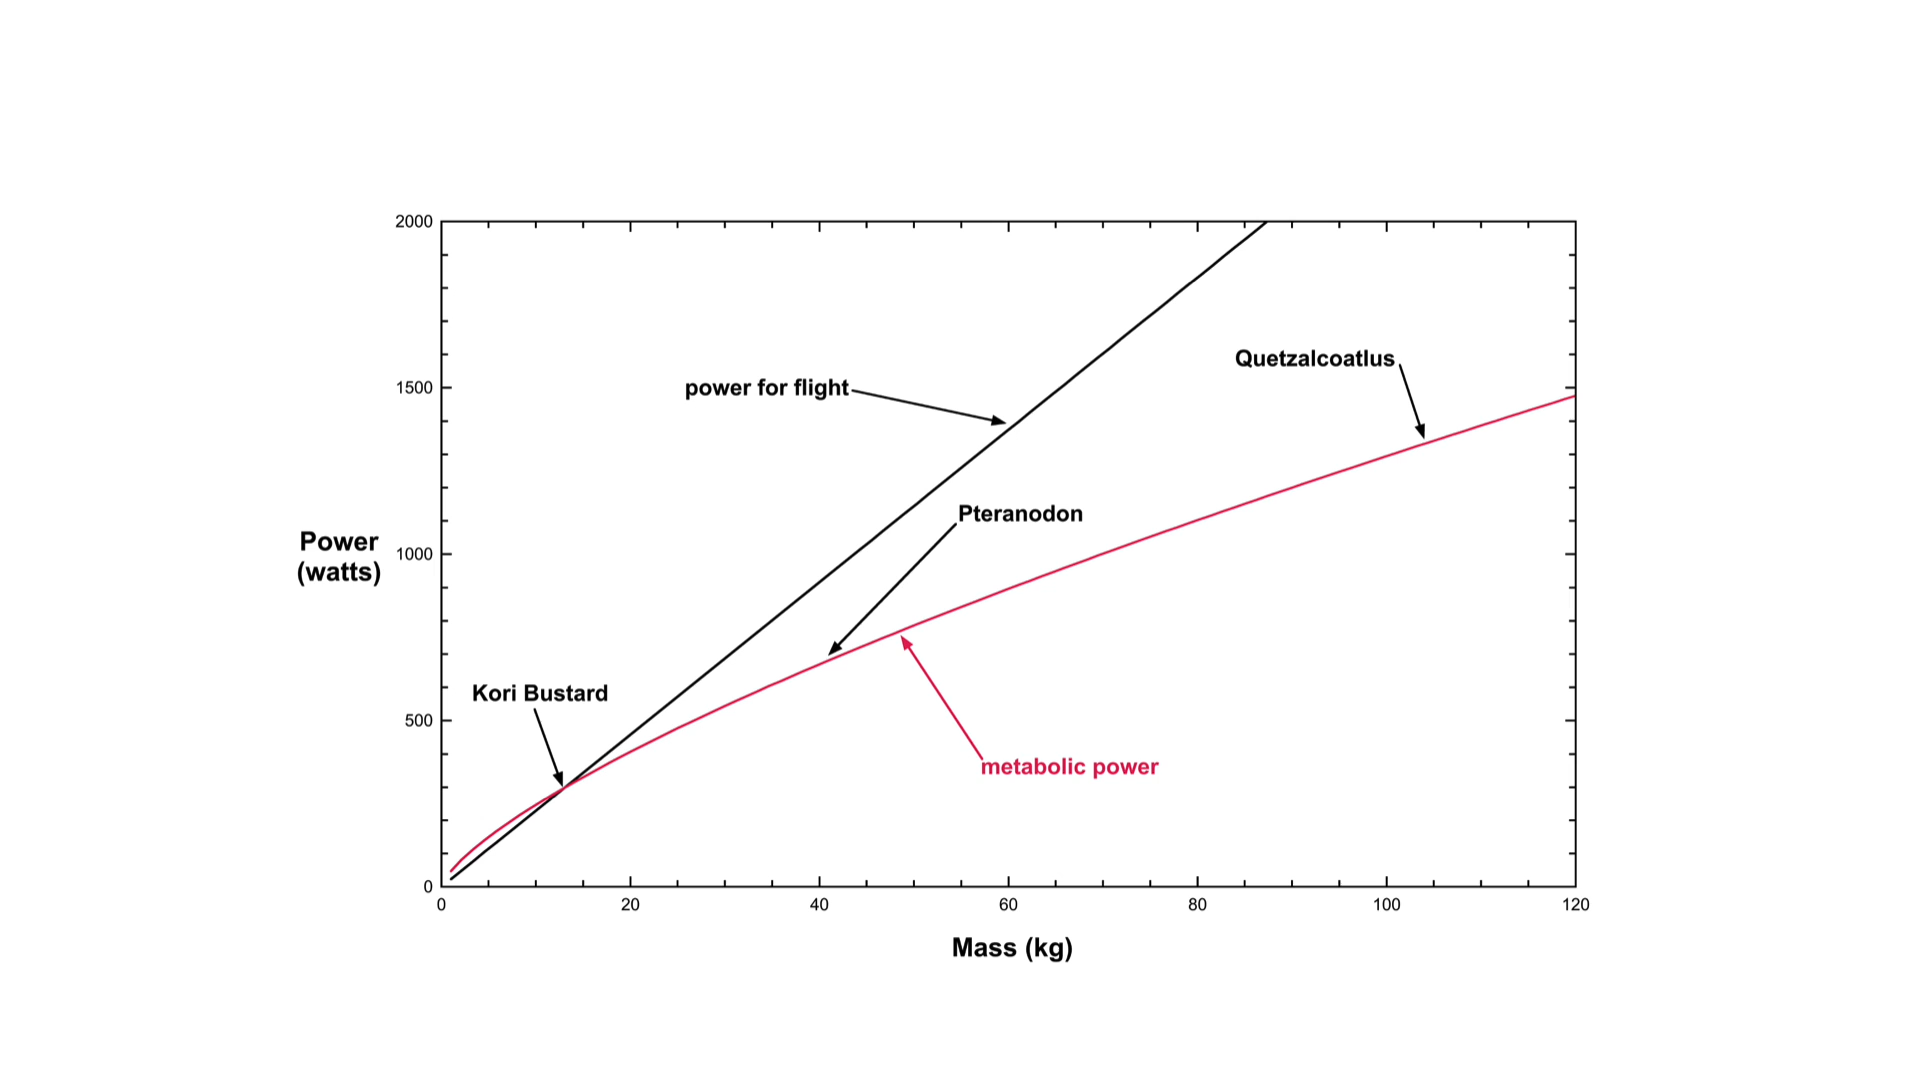 2000
Quetzalcoatlus
power for flight
1500
Pteranodon
Power
(watts)
1000
Kori Bustard
500
metabolic power
0
0 20 40 60 80 100 120
Mass (kg)